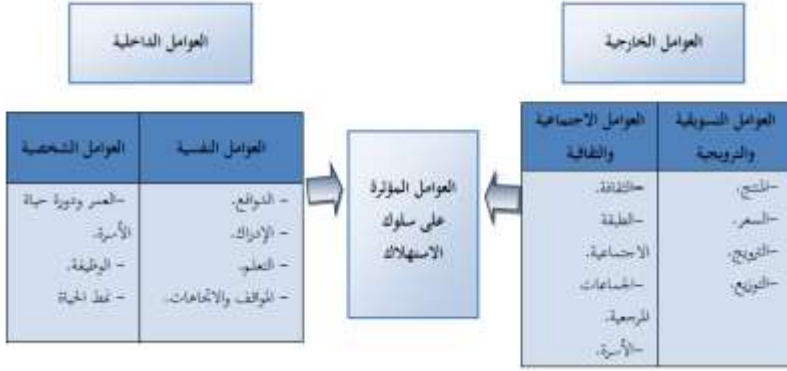 العوامل الخارجية
العوامل الداخلية
العوامل التسويقية
والترويجية
-المنتج.
-السعر.
-الترويج.
-التوزيع.
العوامل الاجتماعية
والثقافية
-الثقافة.
-الطبقة
الاجتماعية.
-الجماعات
المرجعية.
-الأسرة.
العوامل المؤثرة
على سلوك
الاستهلاك
العوامل النفسية
- الدوافع.
- الإدراك.
- التعلم.
- المواقف والاتجاهات.
العوامل الشخصية
-العمر ودورة حياة
الأسرة.
- الوظيفة.
- نمط الحياة